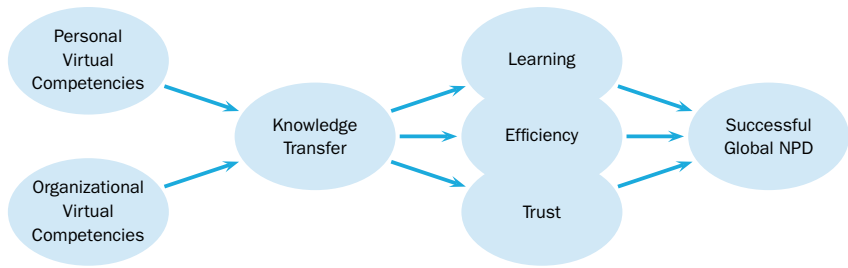 Personal
Virtual
Competencies
Organizational
Virtual
Competencies
Knowledge
Transfer
Learning
Efficiency
Trust
Successful
Global NPD